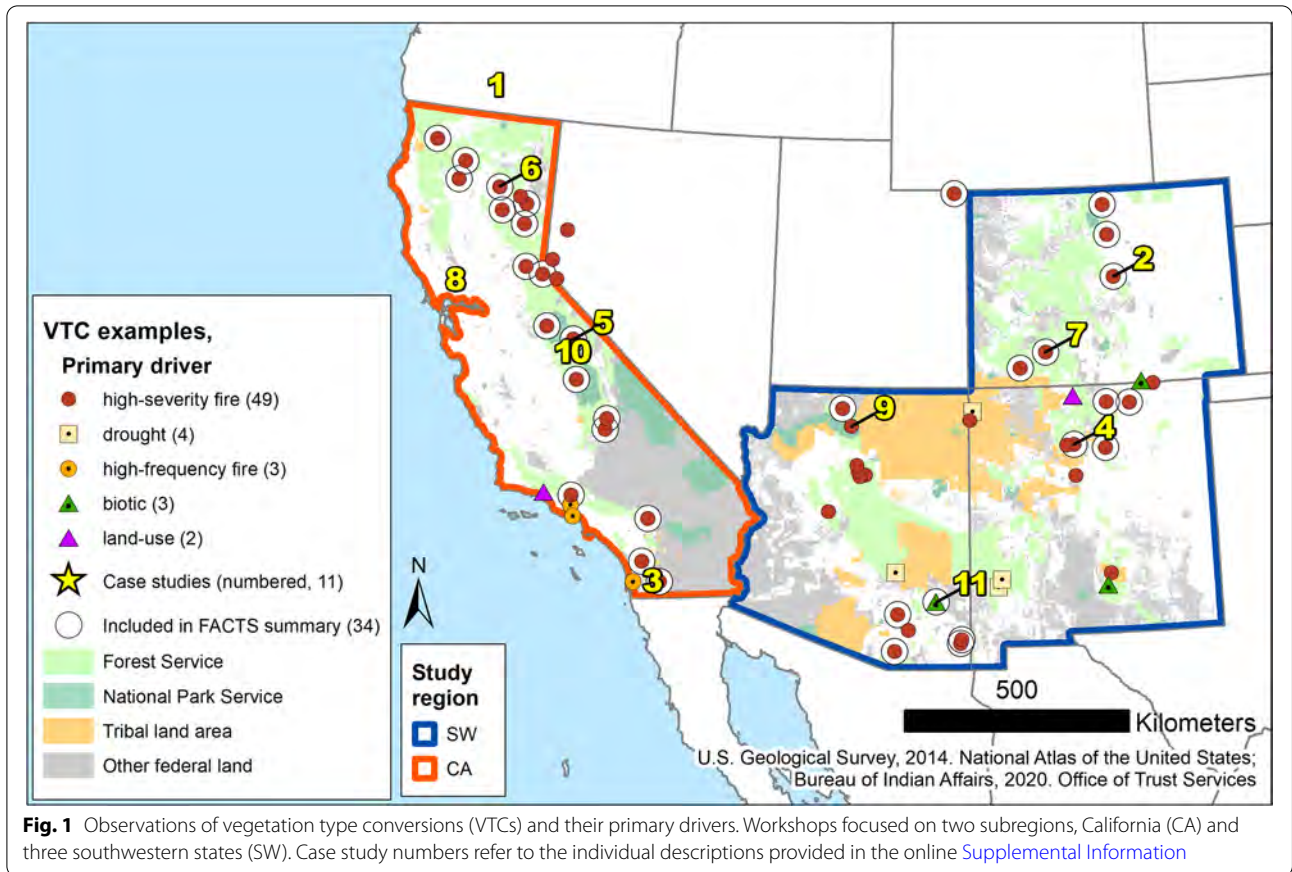 1
6
8
2
5
10
7
9
4
3
11
VTC examples,
Primary driver
high-severity fire (49)
drought (4)
high-frequency fire (3)
biotic (3)
land-use (2)
Case studies (numbered, 11)
Included in FACTS summary (34)
Forest Service
National Park Service
Tribal land area
Other federal land
N
Study
region
SW
CA
500
Kilometers
U.S. Geological Survey, 2014. National Atlas of the United States;
Bureau of Indian Affairs, 2020. Office of Trust Services
Fig. 1 Observations of vegetation type conversions (VTCs) and their primary drivers. Workshops focused on two subregions, California (CA) and
three southwestern states (SW). Case study numbers refer to the individual descriptions provided in the online Supplemental Information